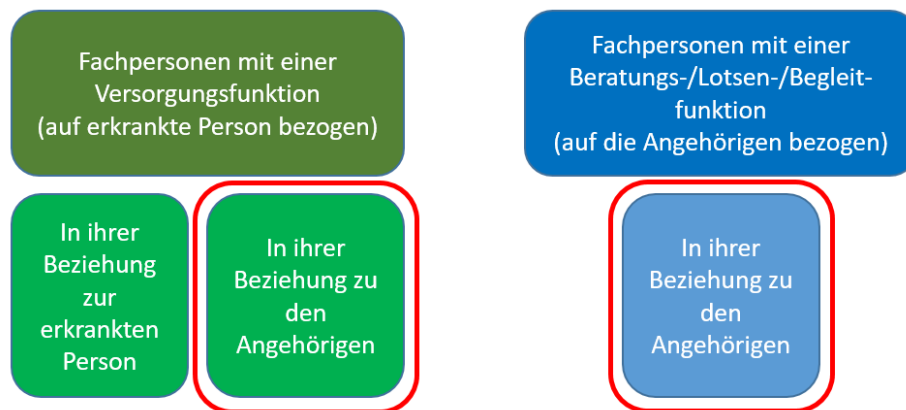 Fachpersonen mit einer
Versorgungsfunktion
(auf erkrankte Person bezogen)
Fachpersonen mit einer
Beratungs-/Lotsen-/Begleit-
funktion
(auf die Angehörigen bezogen)
In ihrer
Beziehung
zur
erkrankten
Person
In ihrer
Beziehung zu
den
Angehörigen
In ihrer
Beziehung zu
den
Angehörigen